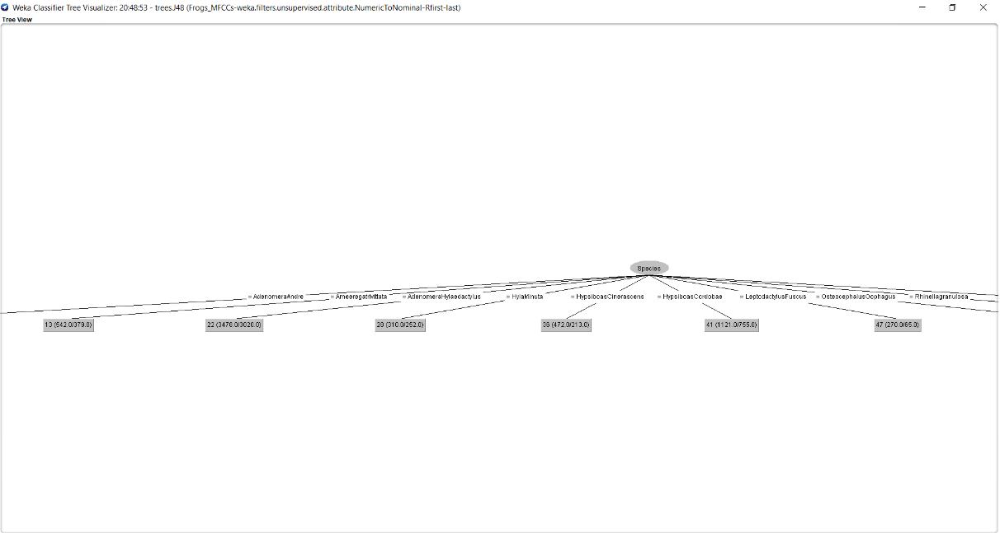 Weka Classifier Tree Visualizer: 20:48:53 - trees.J48 (Frogs_MFCCs-weka.filters.unsupervised.attribute.NumericToNominal-Rfirst-last)
Tree View
Species
= AdenomeraAndre = Ameeregatrivittata = AdenomeraHylaedactylus = HylaMinuta = HypsiboasCinerascens = HypsiboasCordobae = LeptodactylusFuscus = OsteocephalusOophagus = Rhinellagranulosa
13 (542.0/379.0) 22 (3478.0/3020.0) 28 (310.0/252.0) 36 (472.0/213.0) 41 (1121.0/755.0) 47 (270.0/65.0)